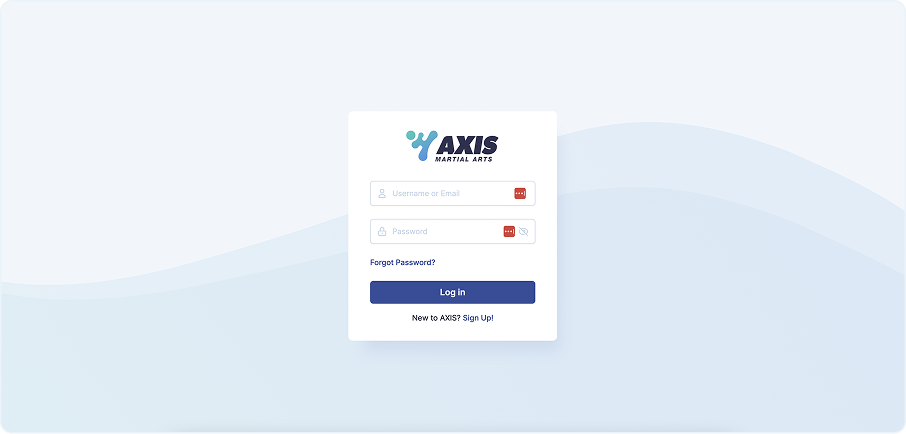 AXIS
MARTIAL ARTS
Username or Email
Password
Forgot Password?
Log in
New to AXIS? Sign Up!